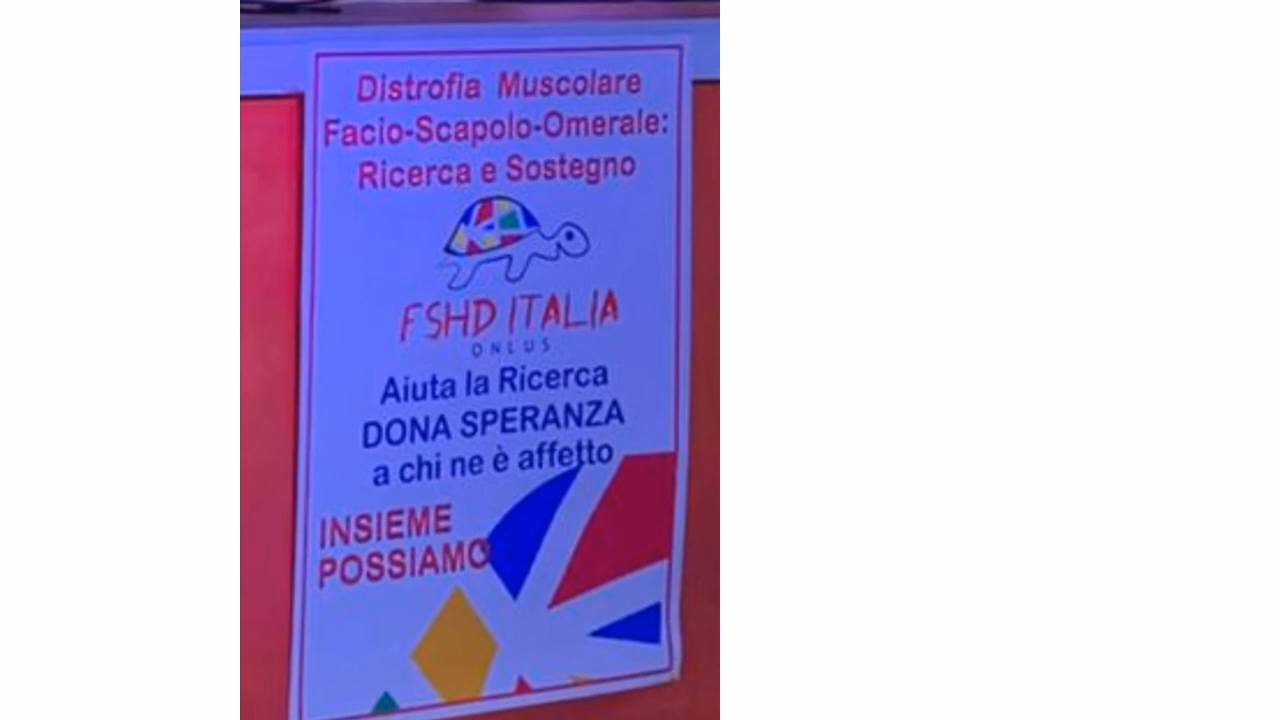 Distrofia Muscolare
Facio-Scapolo-Omerale:
Ricerca e Sostegno
FSHD ITALIA
ONLUS
Aiuta la Ricerca
DONA SPERANZA
a chi ne è affetto
INSIEME
POSSIAMO